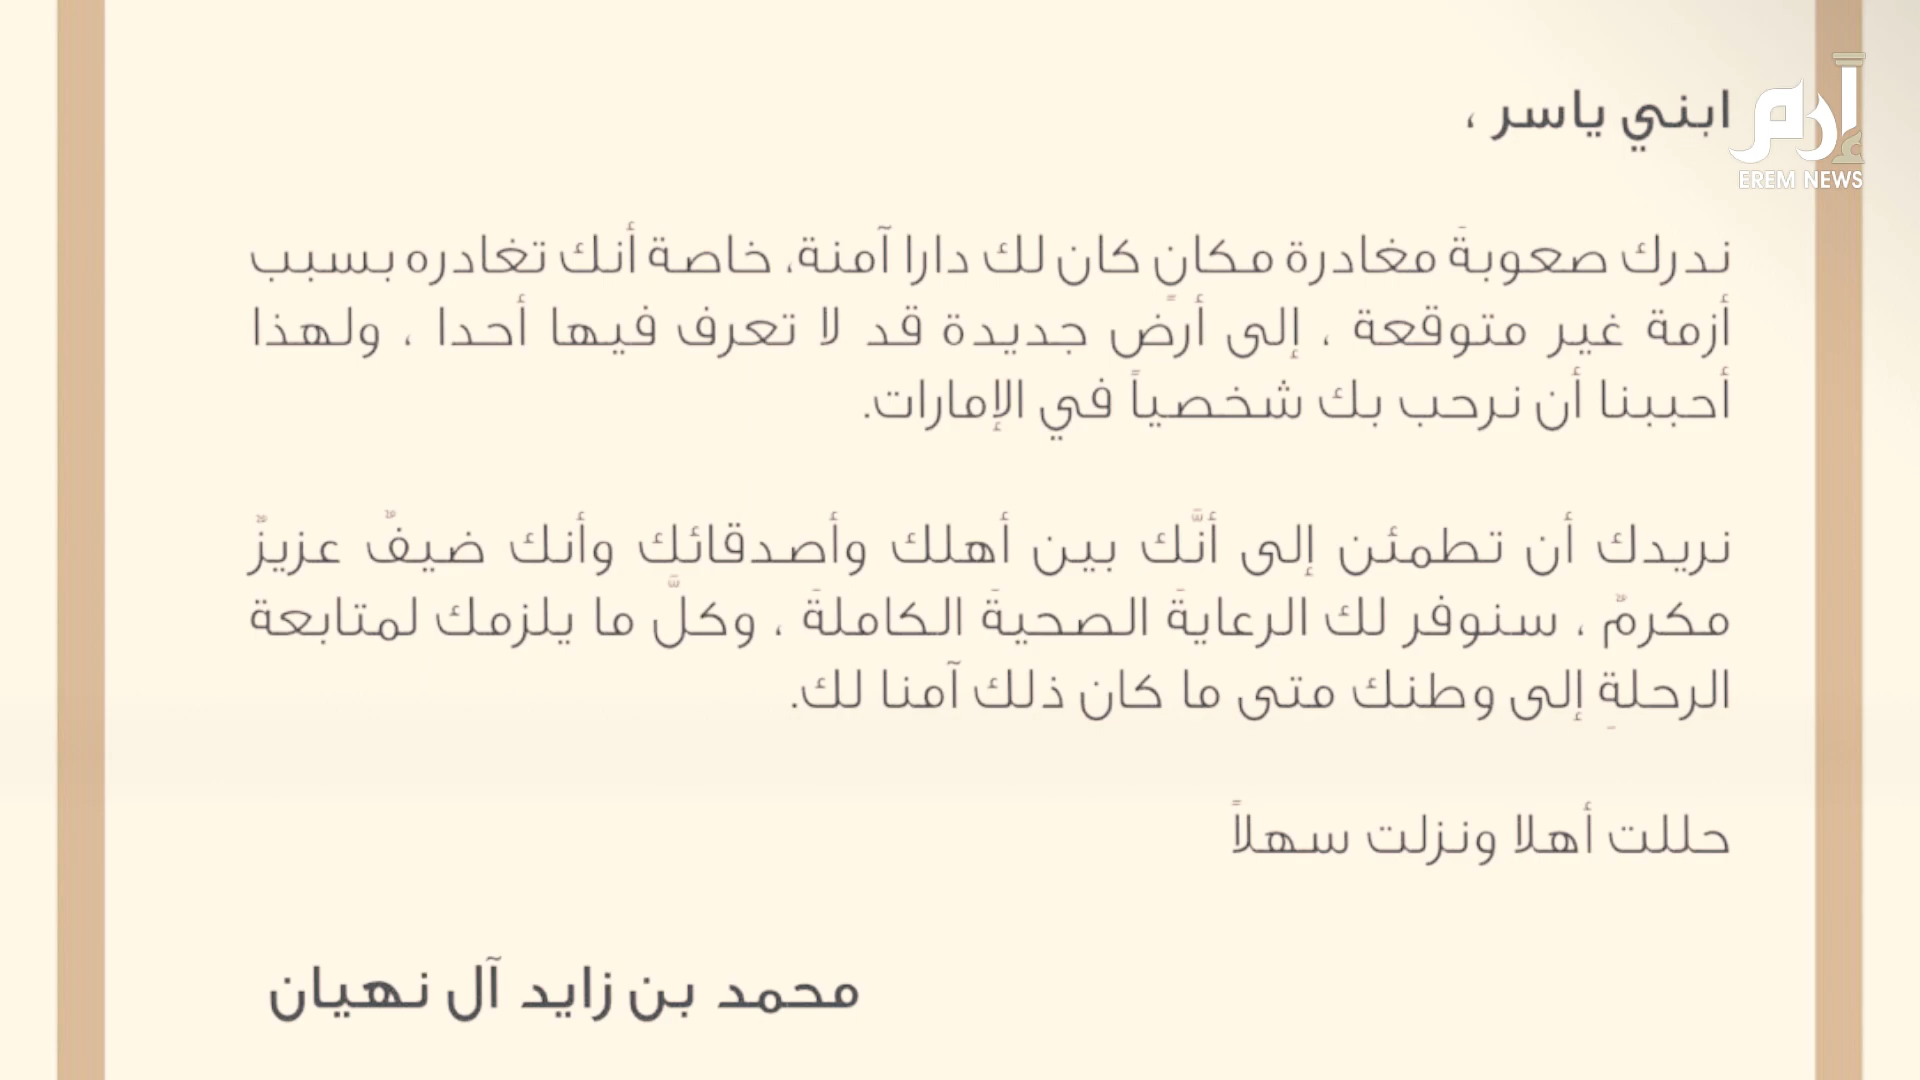 ابني ياسر ،
إرم
EREM NEWS
ندرك صعوبةَ مغادرة مكان كان لك دارا آمنة، خاصة أنك تغادره بسبب
أزمة غير متوقعة ، إلى أرضٍ جديدة قد لا تعرف فيها أحدا ، ولهذا
أحببنا أن نرحب بك شخصياً في الإمارات.
نريدك أن تطمئن إلى أنَّك بين أهلك وأصدقائك وأنك ضيفٌ عزيزٌ
مكرمٌ ، سنوفر لك الرعايةَ الصحيةَ الكاملةَ ، وكلَّ ما يلزمك لمتابعة
الرحلةِ إلى وطنك متى ما كان ذلك آمنا لك.
حللت أهلا ونزلت سهلاً
محمد بن زايد آل نهيان